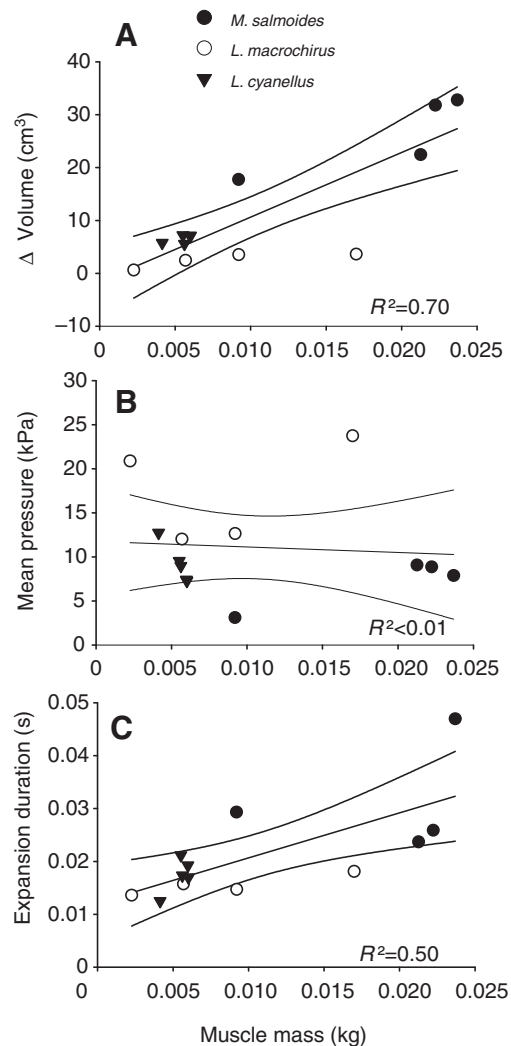 A
M. salmoides
L. macrochirus
L. cyanellus
40
30
20
10
0
–10
Δ Volume (cm³)
R²=0.70
0 0.005 0.010 0.015 0.020 0.025
B
30
25
20
15
10
5
0
Mean pressure (kPa)
R²<0.01
0 0.005 0.010 0.015 0.020 0.025
C
0.05
0.04
0.03
0.02
0.01
0
Expansion duration (s)
R²=0.50
0 0.005 0.010 0.015 0.020 0.025
Muscle mass (kg)